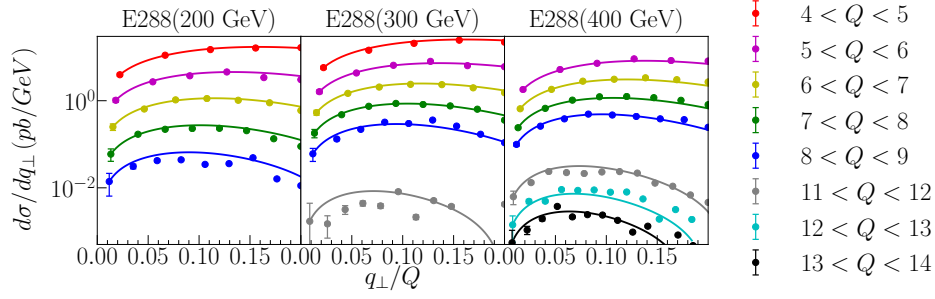 E288(200 GeV) E288(300 GeV) E288(400 GeV)
dσ/dq⊥ (pb/GeV)
10^0
10^−2
0.00 0.05 0.10 0.15 0.00 0.05 0.10 0.15 0.00 0.05 0.10 0.15 0.20
q⊥/Q
4 < Q < 5
5 < Q < 6
6 < Q < 7
7 < Q < 8
8 < Q < 9
11 < Q < 12
12 < Q < 13
13 < Q < 14